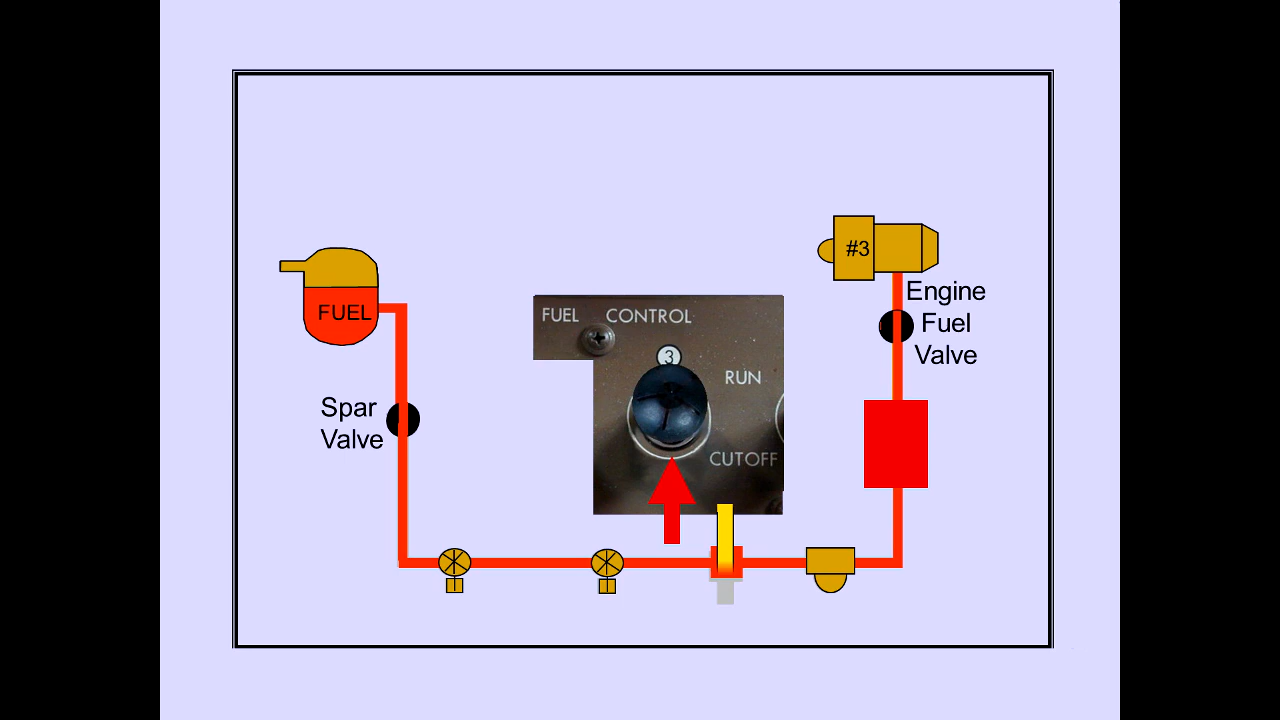 #3
Engine
Fuel
Valve
FUEL
FUEL CONTROL
3
RUN
Spar
Valve
CUTOFF